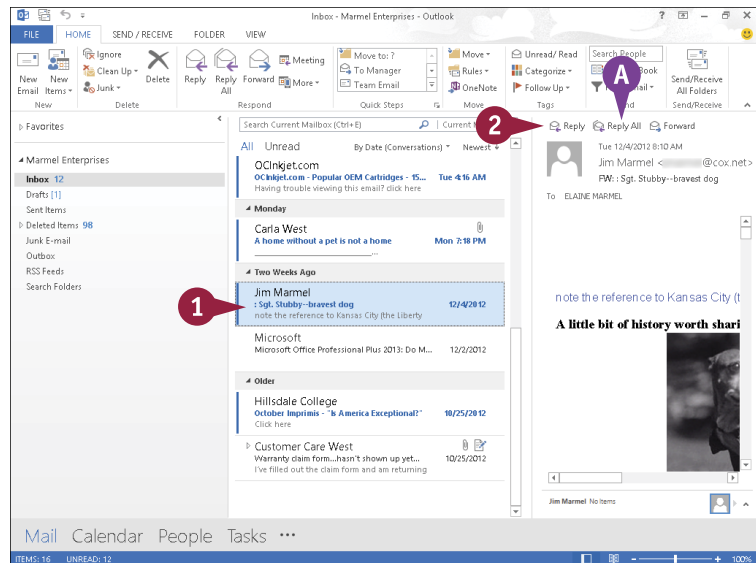 Inbox - Marmel Enterprises - Outlook
FILE HOME SEND / RECEIVE FOLDER VIEW
New Email
New Items
Ignore
Clean Up
Junk
Delete
Reply
Reply All
Forward
Meeting
More
Move to: ?
To Manager
Team Email
Move
Rules
OneNote
Unread/ Read
Categorize
Follow Up
Search People
Send/Receive All Folders
New Delete Respond Quick Steps Move Tags Send/Receive
A
2
1
Favorites
Marmel Enterprises
Inbox 12
Drafts [1]
Sent Items
Deleted Items 98
Junk E-mail
Outbox
RSS Feeds
Search Folders
Search Current Mailbox (Ctrl+E)
All Unread By Date (Conversations) Newest
OCInkjet.com
OCInkjet.com - Popular OEM Cartridges - 15... Tue 4:16 AM
Having trouble viewing this email? click here
Monday
Carla West
A home without a pet is not a home Mon 7:18 PM
Two Weeks Ago
Jim Marmel
: Sgt. Stubby--bravest dog 12/4/2012
note the reference to Kansas City (the Liberty
Microsoft
Microsoft Office Professional Plus 2013: Do M... 12/2/2012
Older
Hillsdale College
October Imprimis - "Is America Exceptional?" 10/25/2012
Click here
Customer Care West
Warranty claim form...hasn't shown up yet... 10/25/2012
I've filled out the claim form and am returning
Reply Reply All Forward
Tue 12/4/2012 8:10 AM
Jim Marmel < @cox.net>
FW: : Sgt. Stubby--bravest dog
To ELAINE MARMEL
note the reference to Kansas City (t
A little bit of history worth shari
Jim Marmel No Items
Mail Calendar People Tasks •••
ITEMS: 16 UNREAD: 12
100%